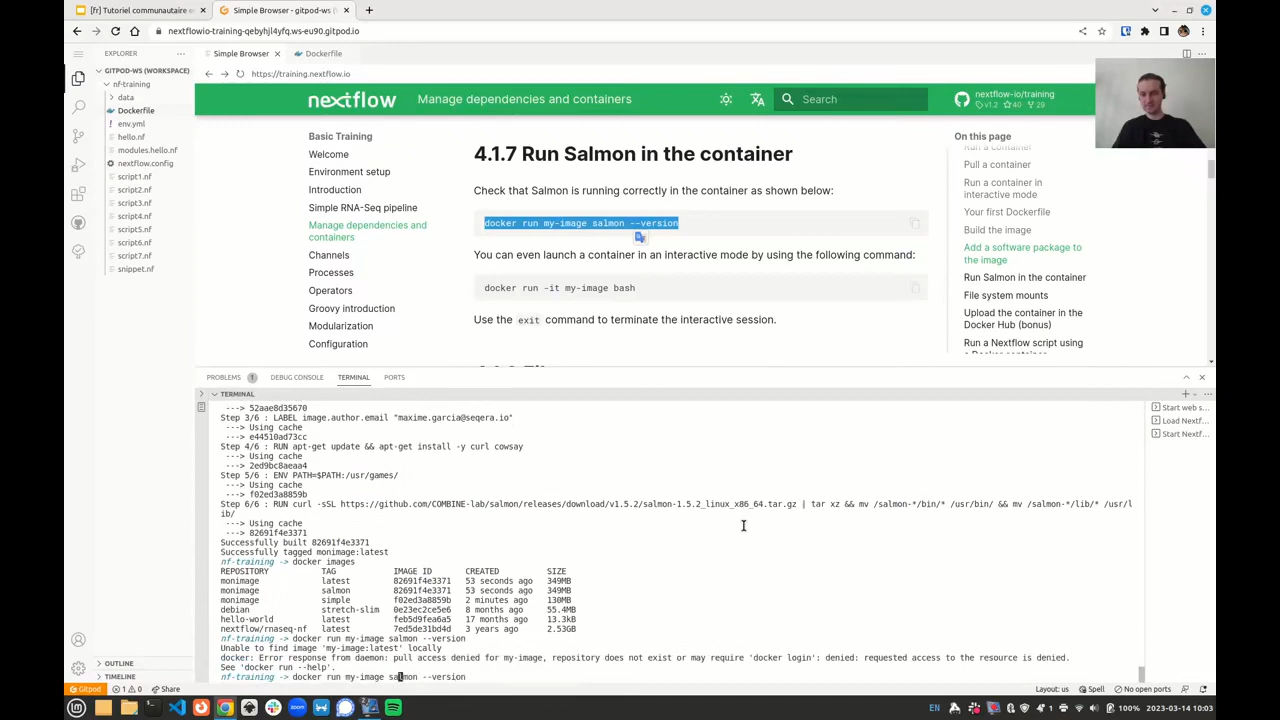 [fr] Tutoriel communautaire e
Simple Browser - gitpod-ws (
nextflowio-training-qebyhjl4yfq.ws-eu90.gitpod.io
EXPLORER
GITPOD-WS (WORKSPACE)
nf-training
data
Dockerfile
env.yml
hello.nf
modules.hello.nf
nextflow.config
script1.nf
script2.nf
script3.nf
script4.nf
script5.nf
script6.nf
script7.nf
snippet.nf
OUTLINE
TIMELINE
Simple Browser
Dockerfile
https://training.nextflow.io
nextflow
Manage dependencies and containers
Search
nextflow-io/training
v1.2 40 29
Basic Training
Welcome
Environment setup
Introduction
Simple RNA-Seq pipeline
Manage dependencies and
containers
Channels
Processes
Operators
Groovy introduction
Modularization
Configuration
4.1.7 Run Salmon in the container
Check that Salmon is running correctly in the container as shown below:
docker run my-image salmon --version
You can even launch a container in an interactive mode by using the following command:
docker run -it my-image bash
Use the exit command to terminate the interactive session.
On this page
Pull a container
Run a container in
interactive mode
Your first Dockerfile
Build the image
Add a software package to
the image
Run Salmon in the container
File system mounts
Upload the container in the
Docker Hub (bonus)
Run a Nextflow script using
PROBLEMS 1 DEBUG CONSOLE TERMINAL PORTS
TERMINAL
---> 52aae8d35670
Step 3/6 : LABEL image.author.email "maxime.garcia@seqera.io"
---> Using cache
---> e44510ad73cc
Step 4/6 : RUN apt-get update && apt-get install -y curl cowsay
---> Using cache
---> 2ed9bc8aeaa4
Step 5/6 : ENV PATH=$PATH:/usr/games/
---> Using cache
---> f02ed3a8859b
Step 6/6 : RUN curl -sSL https://github.com/COMBINE-lab/salmon/releases/download/v1.5.2/salmon-1.5.2_linux_x86_64.tar.gz | tar xz && mv /salmon-*/bin/* /usr/bin/ && mv /salmon-*/lib/* /usr/l
ib/
---> Using cache
---> 82691f4e3371
Successfully built 82691f4e3371
Successfully tagged monimage:latest
nf-training -> docker images
REPOSITORY TAG IMAGE ID CREATED SIZE
monimage latest 82691f4e3371 53 seconds ago 349MB
monimage salmon 82691f4e3371 53 seconds ago 349MB
monimage simple f02ed3a8859b 2 minutes ago 130MB
debian stretch-slim 0e23ec2ce5e6 8 months ago 55.4MB
hello-world latest feb5d9fea6a5 17 months ago 13.3kB
nextflow/rnaseq-nf latest 7ed5de31bd4d 3 years ago 2.53GB
nf-training -> docker run my-image salmon --version
Unable to find image 'my-image:latest' locally
docker: Error response from daemon: pull access denied for my-image, repository does not exist or may require 'docker login': denied: requested access to the resource is denied.
See 'docker run --help'.
nf-training -> docker run my-image salmon --version
Start web s...
Load Nextf...
Start Nextf...
Gitpod 1 0 Share
Layout: us Spell No open ports
EN 1 100% 2023-03-14 10:03